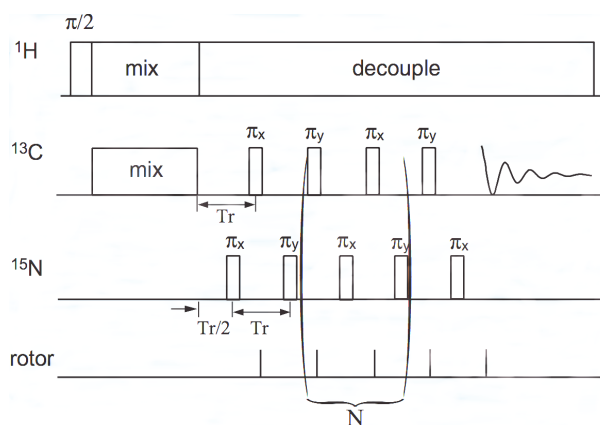 π/2
¹H mix decouple
πx πy πx πy
¹³C mix
Tr
πx πy πx πy πx
¹⁵N
Tr/2 Tr
rotor
N